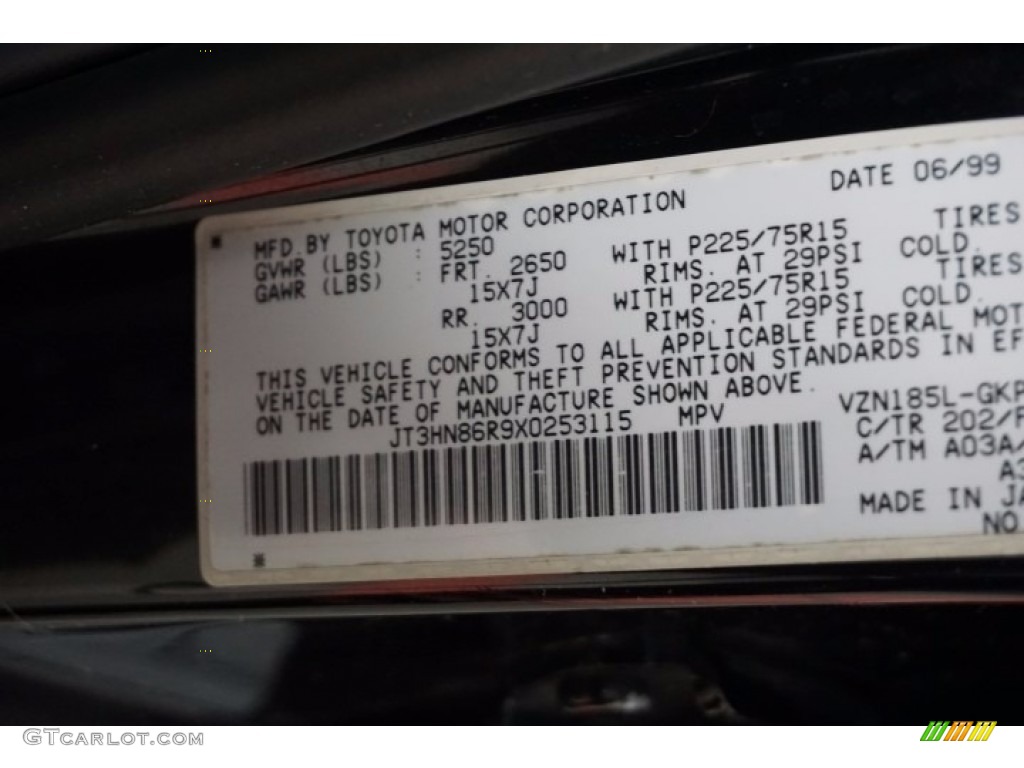 DATE 06/99
MFD.BY TOYOTA MOTOR CORPORATION
GVWR (LBS) : 5250
GAWR (LBS) : FRT. 2650 WITH P225/75R15 TIRES
15X7J RIMS. AT 29PSI COLD.
RR. 3000 WITH P225/75R15 TIRES
15X7J RIMS. AT 29PSI COLD.
THIS VEHICLE CONFORMS TO ALL APPLICABLE FEDERAL MOT
VEHICLE SAFETY AND THEFT PREVENTION STANDARDS IN EF
ON THE DATE OF MANUFACTURE SHOWN ABOVE.
JT3HN86R9X0253115 MPV
VZN185L-GKP
C/TR 202/F
A/TM A03A/
A3
MADE IN JA
NO.
GTCarlot.com